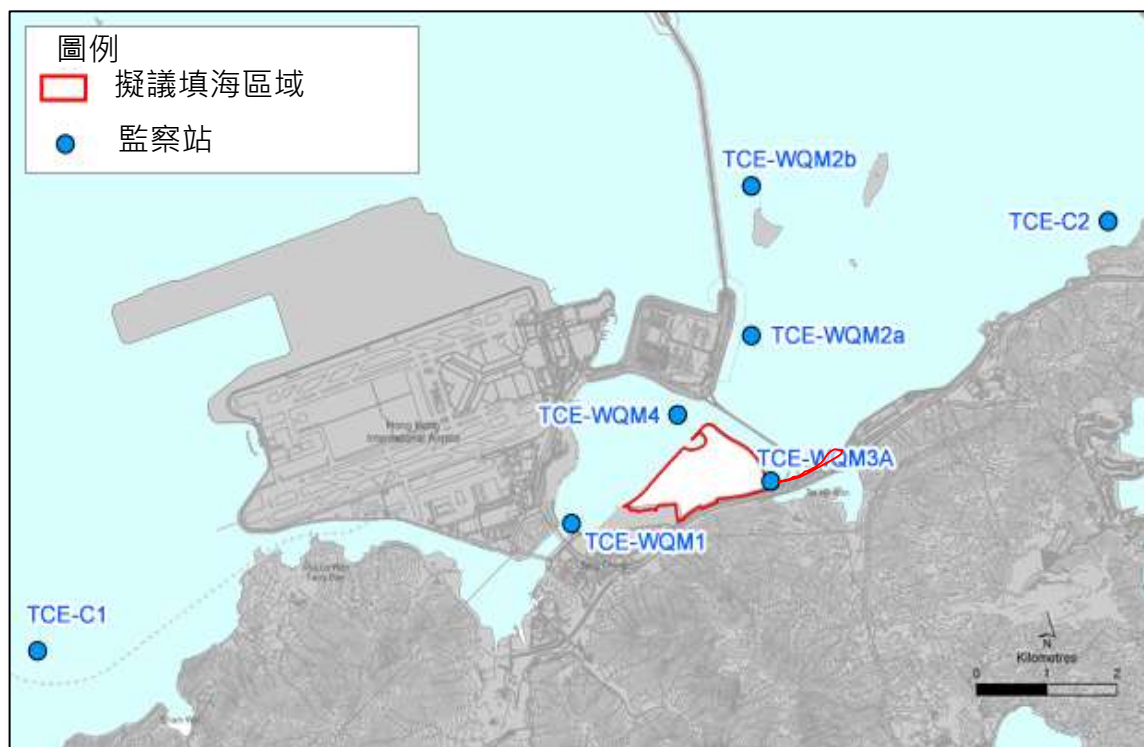 圖例
擬議填海區域
監察站
TCE-WQM2b
TCE-C2
TCE-WQM2a
TCE-WQM4
Hong Kong
International Airport
TCE-WQM3A
TCE-WQM1
TCE-C1
N
Kilometres
0 1 2